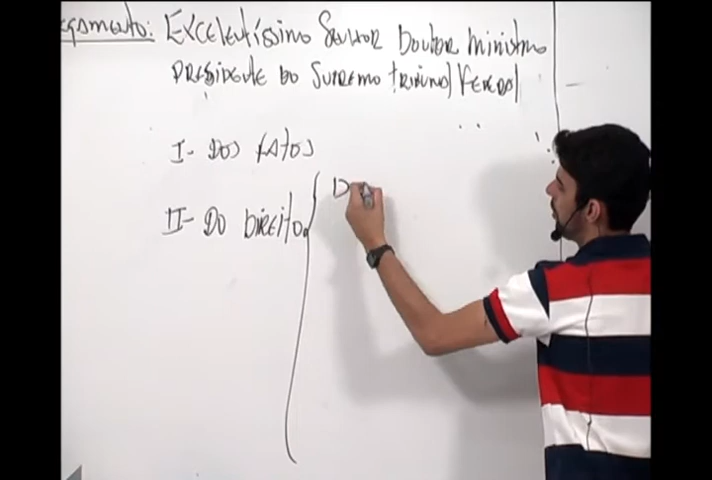 EXCELENTÍSSIMO SENHOR DOUTOR MINISTRO
PRESIDENTE DO SUPREMO TRIBUNAL FEDERAL
I- DOS FATOS
II- DO DIREITO
D